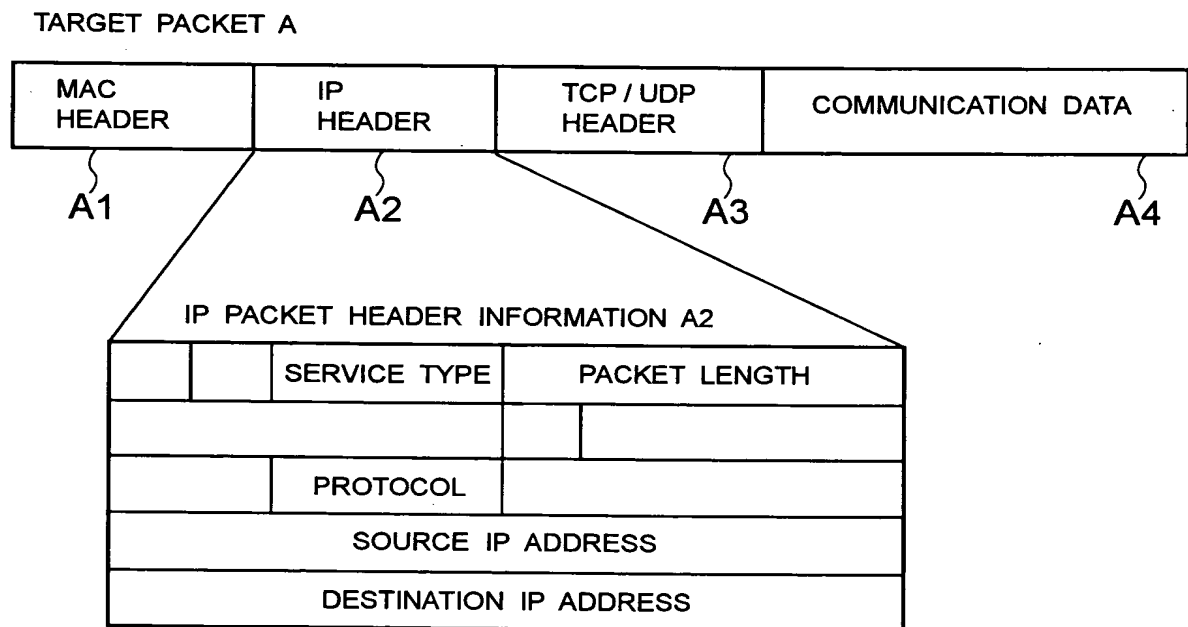 TARGET PACKET A
MAC HEADER
IP HEADER
TCP / UDP HEADER
COMMUNICATION DATA
A1
A2
A3
A4
IP PACKET HEADER INFORMATION A2
SERVICE TYPE
PACKET LENGTH
PROTOCOL
SOURCE IP ADDRESS
DESTINATION IP ADDRESS